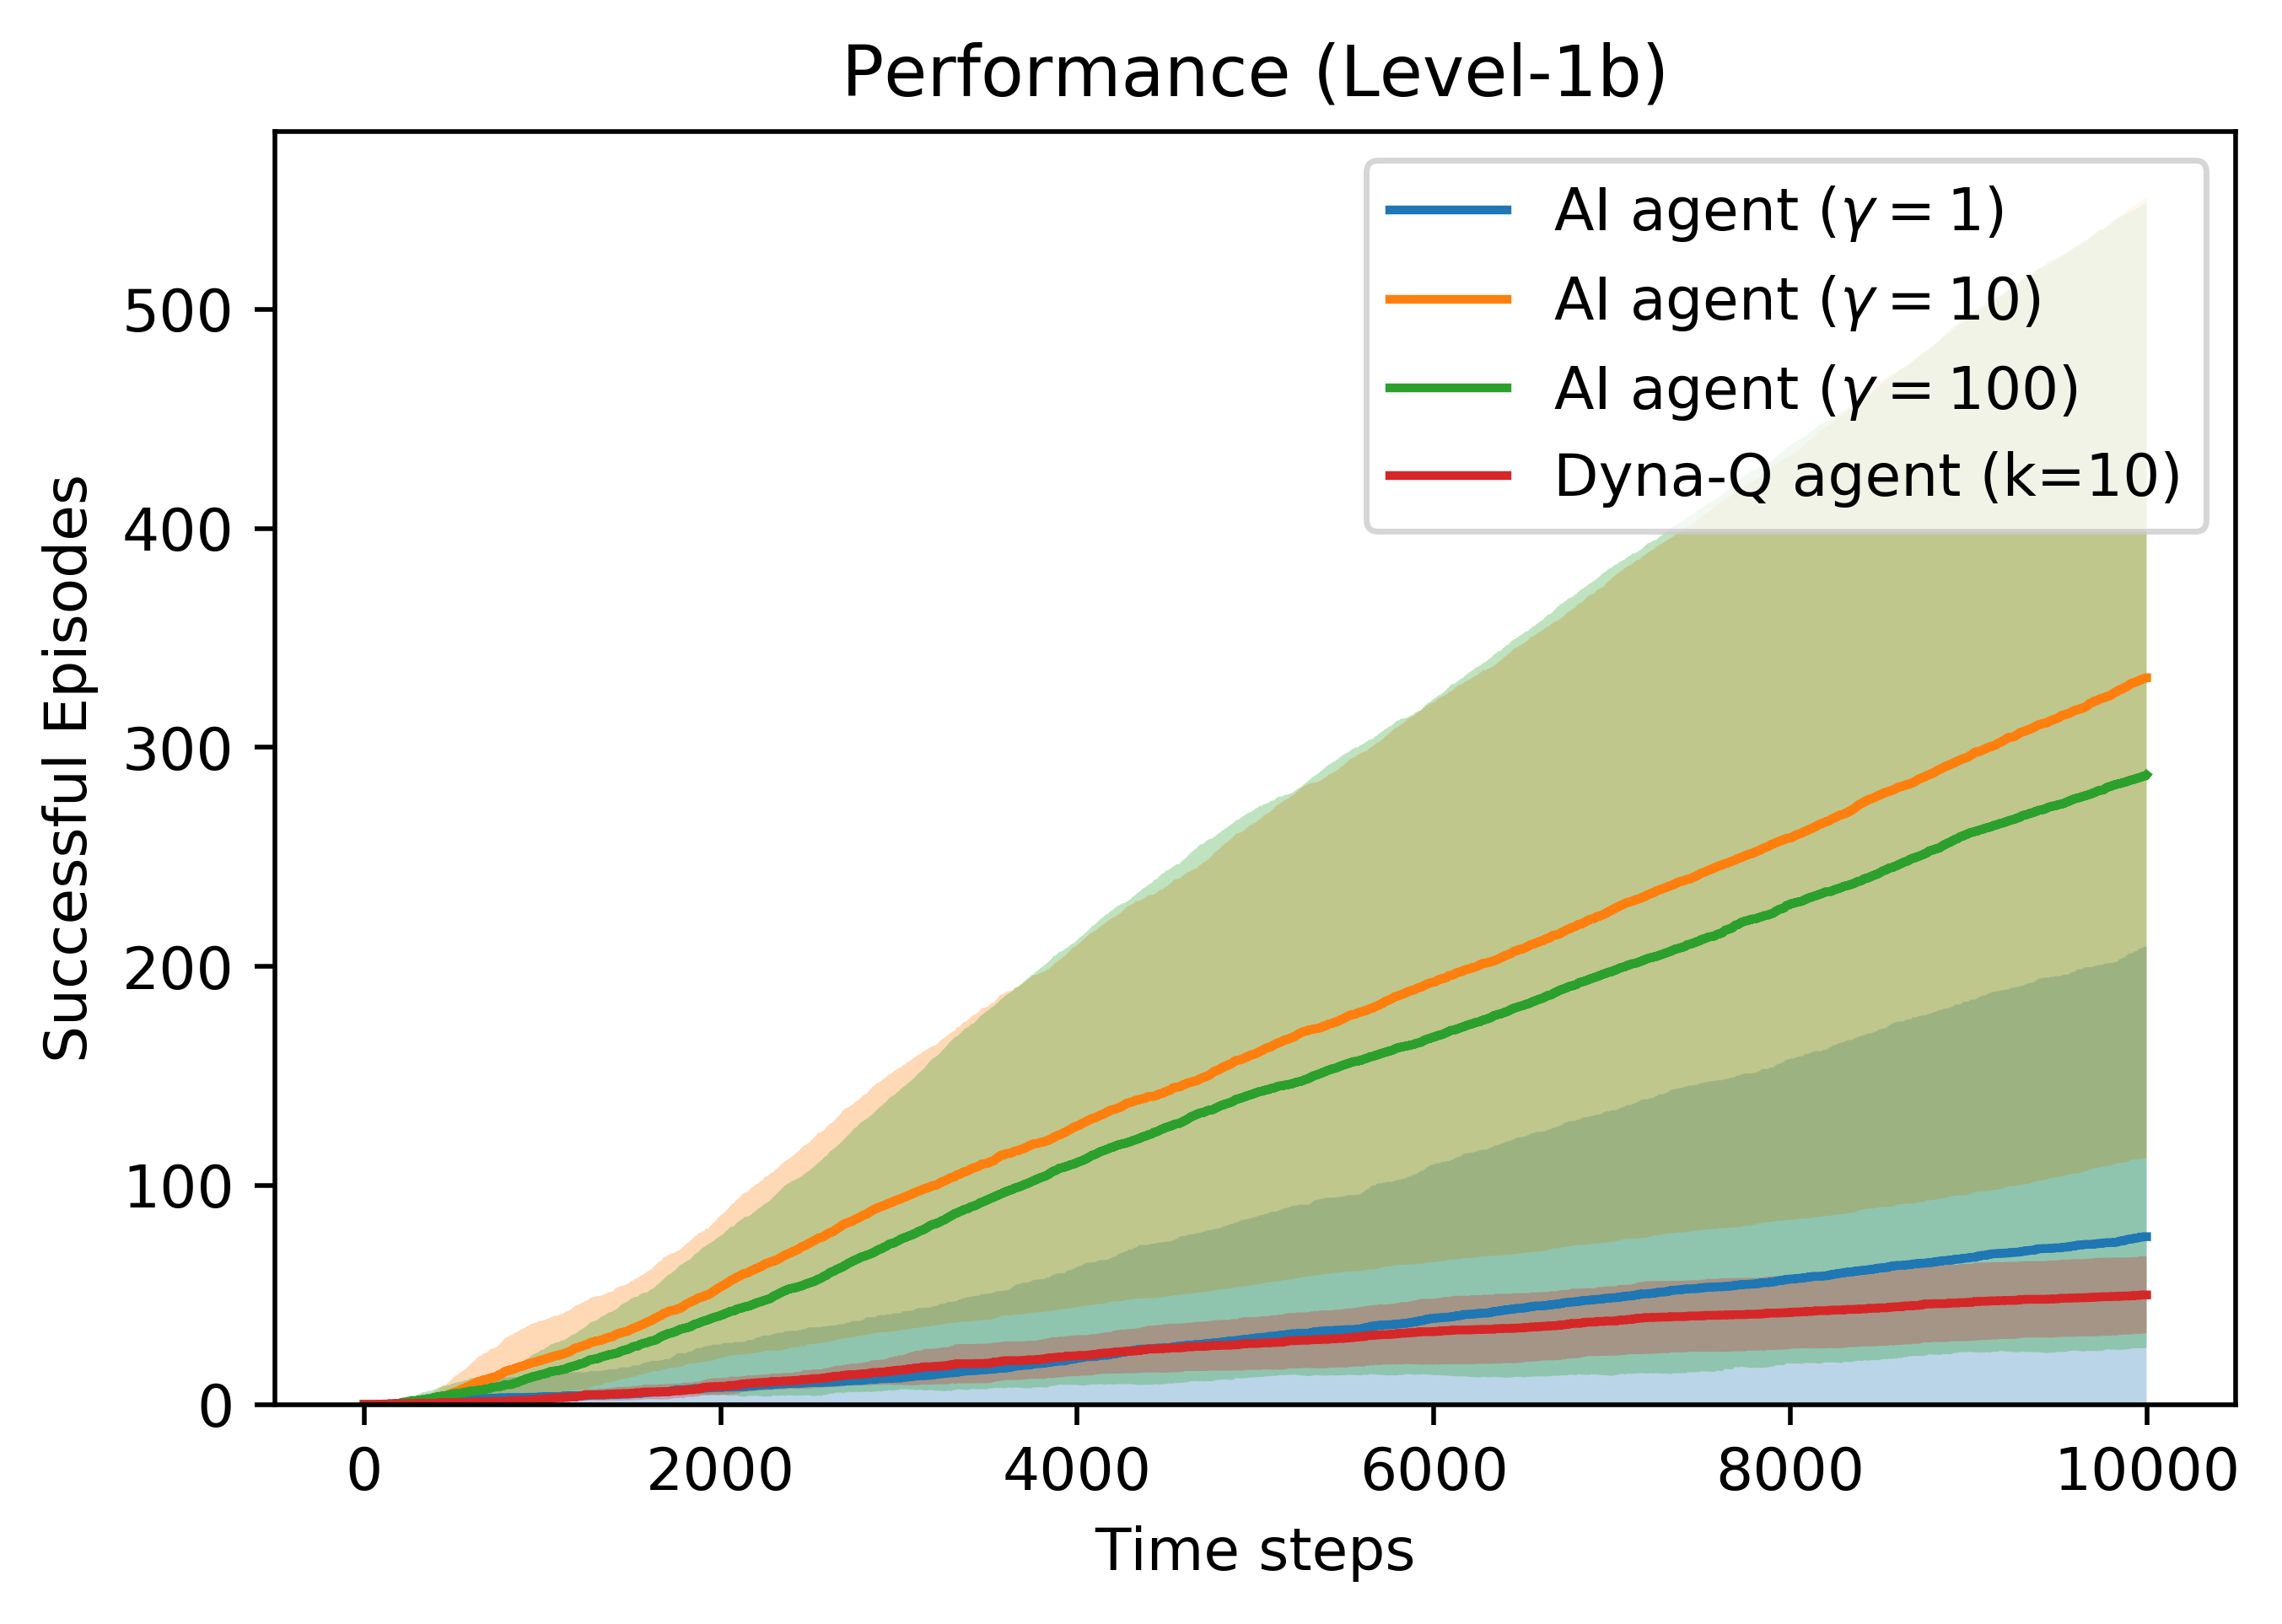 Performance (Level-1b)
AI agent (γ = 1)
AI agent (γ = 10)
AI agent (γ = 100)
Dyna-Q agent (k=10)
Successful Episodes
500
400
300
200
100
0
0 2000 4000 6000 8000 10000
Time steps